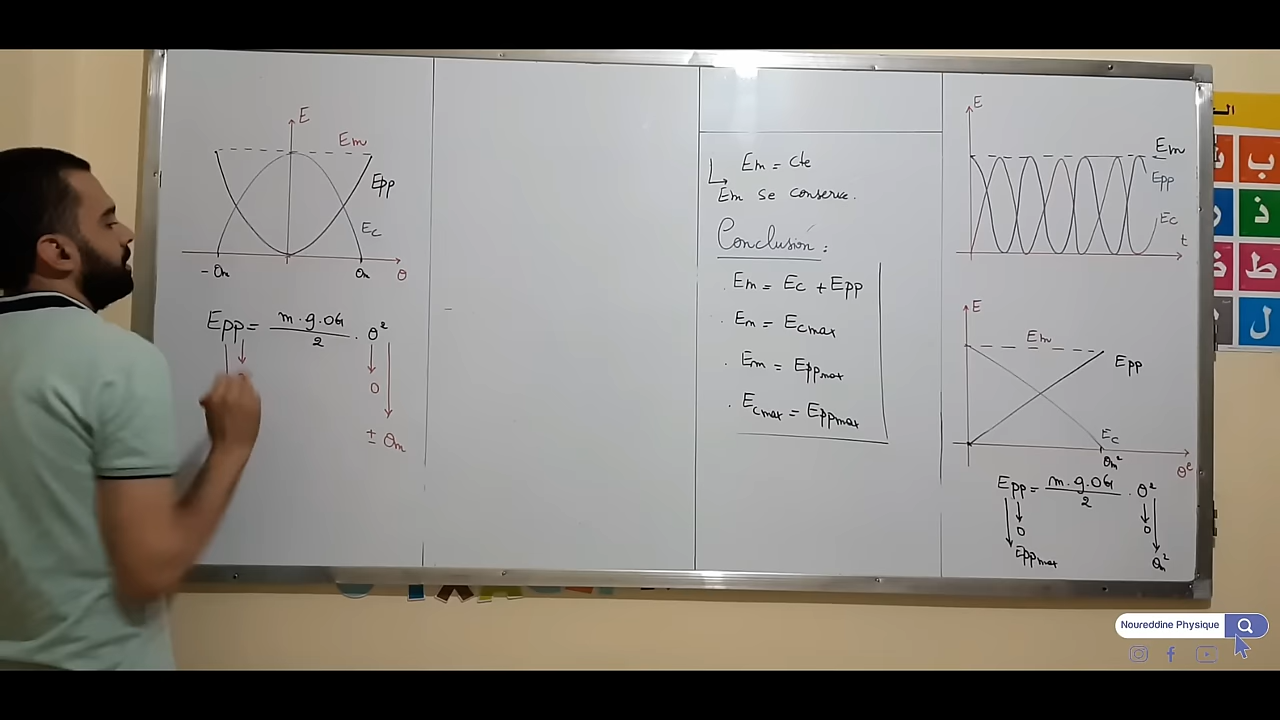 E
Em
Epp
Ec
- θm
θm
θ
Epp = m.g.OG / 2 . θ²
0
± θm
Em = cte
Em se conserve.
Conclusion :
. Em = Ec + Epp
. Em = Ecmax
. Em = Eppmax
. Ecmax = Eppmax
E
Em
Epp
Ec
t
E
Em
Epp
Ec
θm²
θ²
Epp = m.g.OG / 2 . θ²
0
0
Eppmax
θm²
ب
ذ
ط
ل
Noureddine Physique